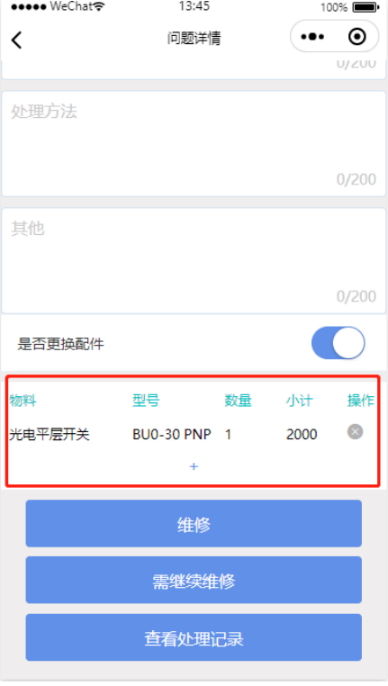 WeChat 13:45 100%
问题详情
0/200
处理方法
0/200
其他
0/200
是否更换配件
物料 型号 数量 小计 操作
光电平层开关 BU0-30 PNP 1 2000
+
维修
需继续维修
查看处理记录